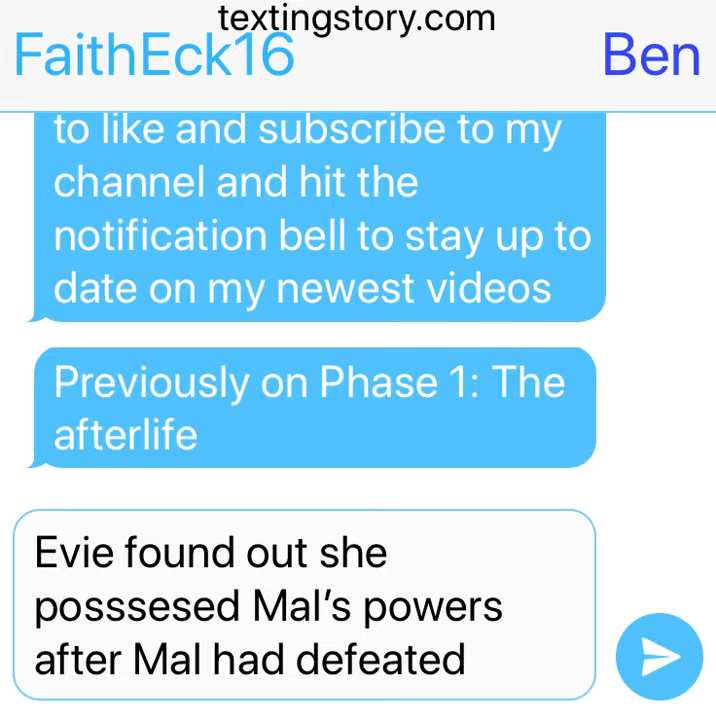 textingstory.com
FaithEck16
Ben
to like and subscribe to my
channel and hit the
notification bell to stay up to
date on my newest videos
Previously on Phase 1: The
afterlife
Evie found out she
posssesed Mal’s powers
after Mal had defeated